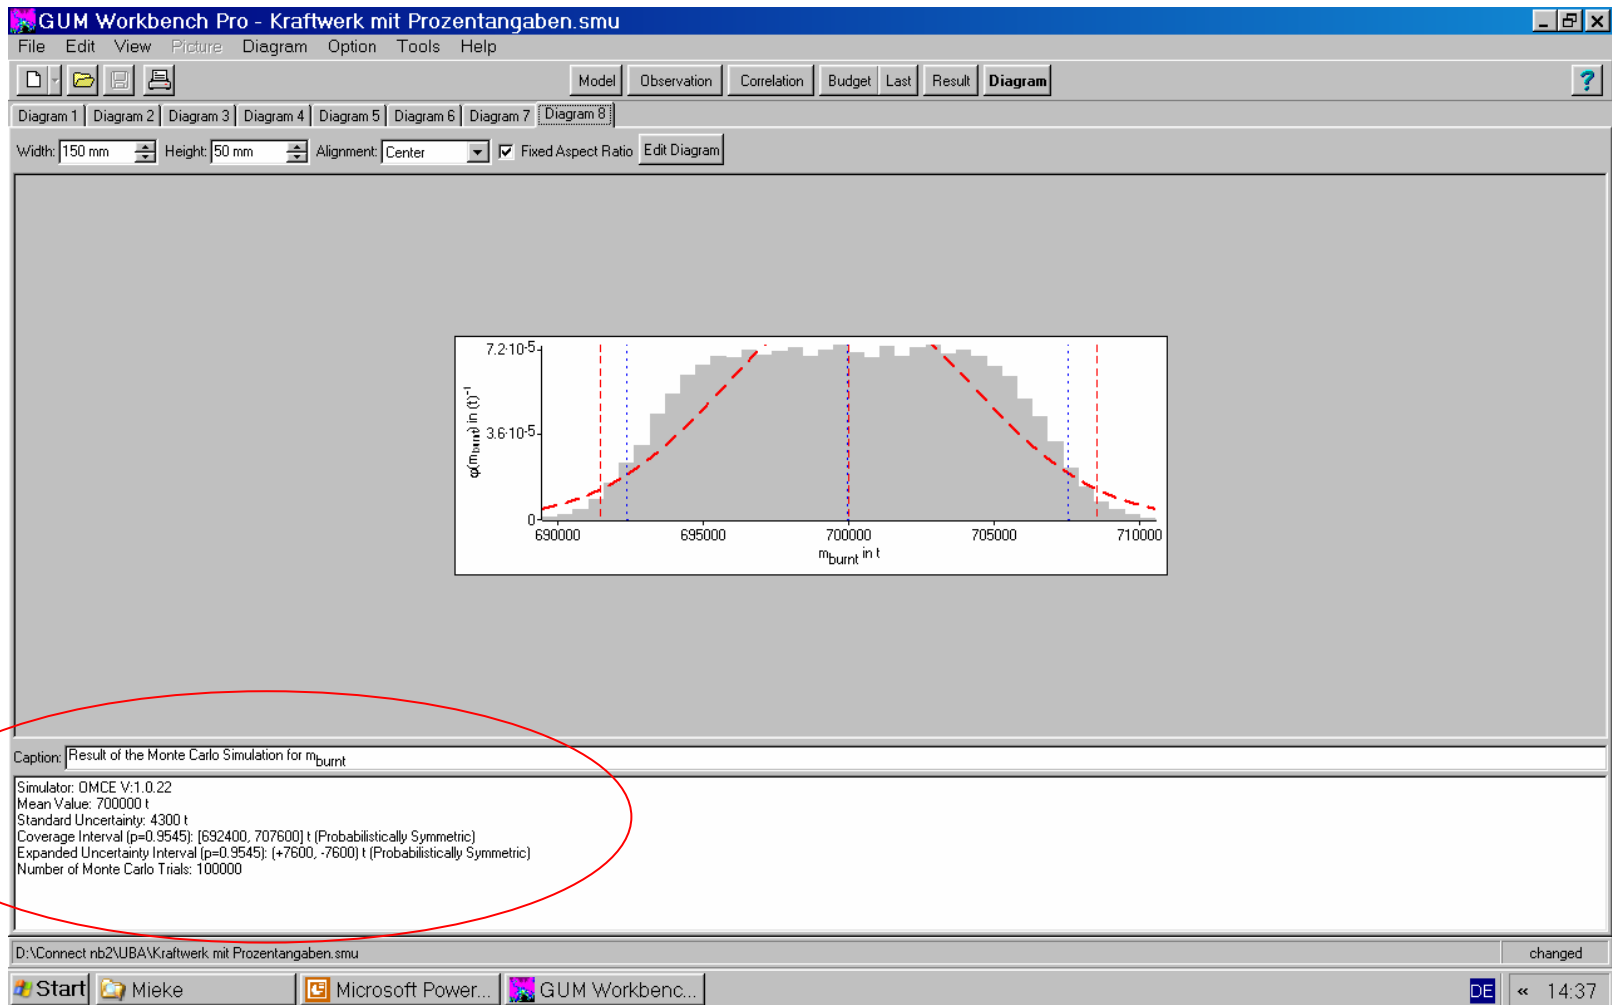 GUM Workbench Pro - Kraftwerk mit Prozentangaben.smu
File Edit View Picture Diagram Option Tools Help
Model Observation Correlation Budget Last Result Diagram ?
Diagram 1 Diagram 2 Diagram 3 Diagram 4 Diagram 5 Diagram 6 Diagram 7 Diagram 8
Width: 150 mm Height: 50 mm Alignment: Center Fixed Aspect Ratio Edit Diagram
7.2·10-5
3.6·10-5
0
φ(mburnt) in (t)-1
690000 695000 700000 705000 710000
mburnt in t
Caption: Result of the Monte Carlo Simulation for mburnt
Simulator: OMCE V:1.0.22
Mean Value: 700000 t
Standard Uncertainty: 4300 t
Coverage Interval (p=0.9545): [692400, 707600] t (Probabilistically Symmetric)
Expanded Uncertainty Interval (p=0.9545): (+7600, -7600) t (Probabilistically Symmetric)
Number of Monte Carlo Trials: 100000
D:\Connect nb2\UBA\Kraftwerk mit Prozentangaben.smu changed
Start Mieke Microsoft Power... GUM Workbenc... DE « 14:37